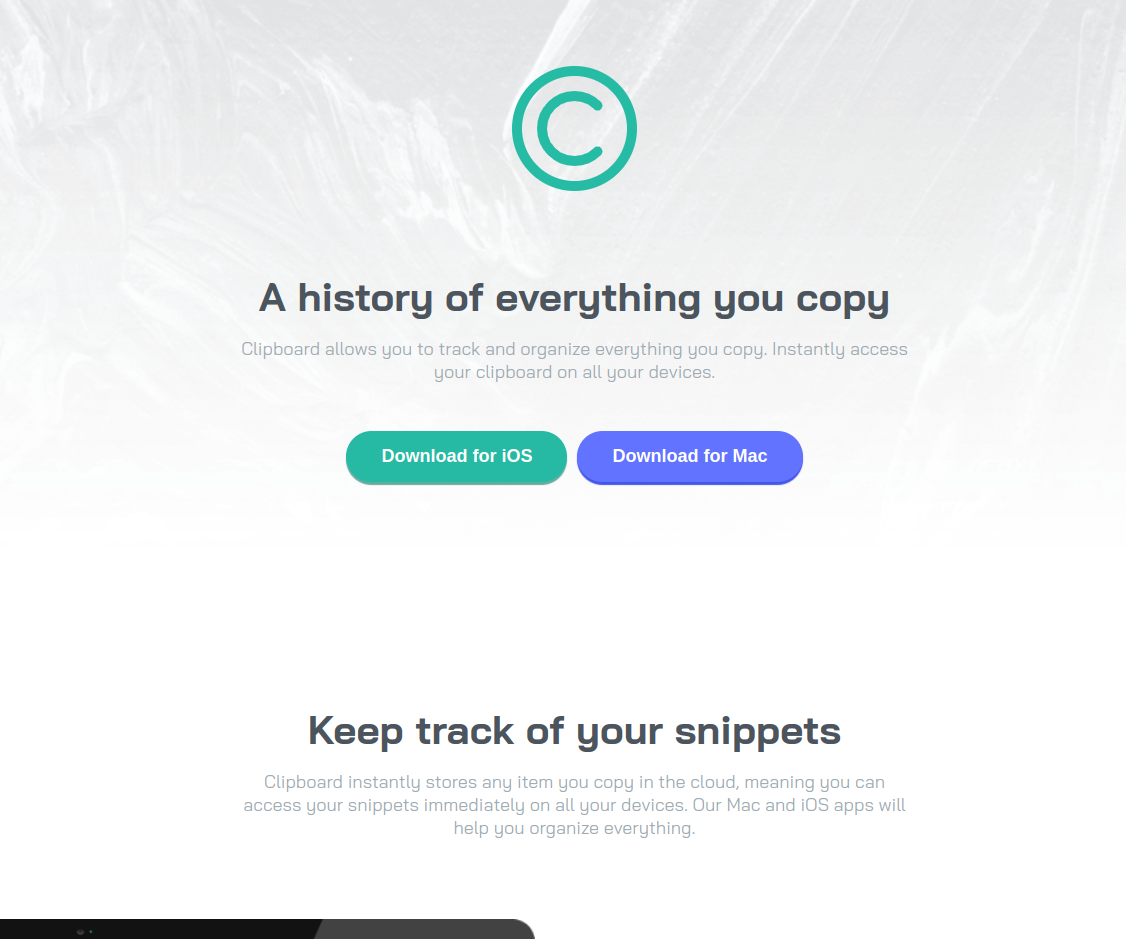 C
A history of everything you copy
Clipboard allows you to track and organize everything you copy. Instantly access
your clipboard on all your devices.
Download for iOS
Download for Mac
Keep track of your snippets
Clipboard instantly stores any item you copy in the cloud, meaning you can
access your snippets immediately on all your devices. Our Mac and iOS apps will
help you organize everything.